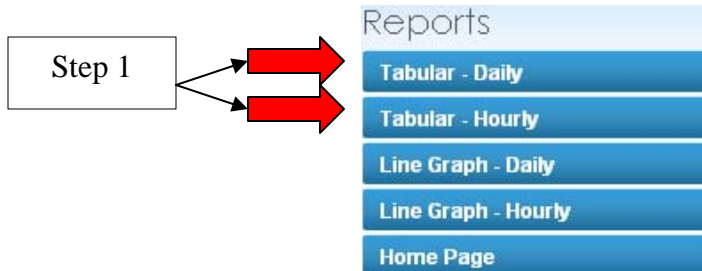 Reports
Step 1
Tabular - Daily
Tabular - Hourly
Line Graph - Daily
Line Graph - Hourly
Home Page